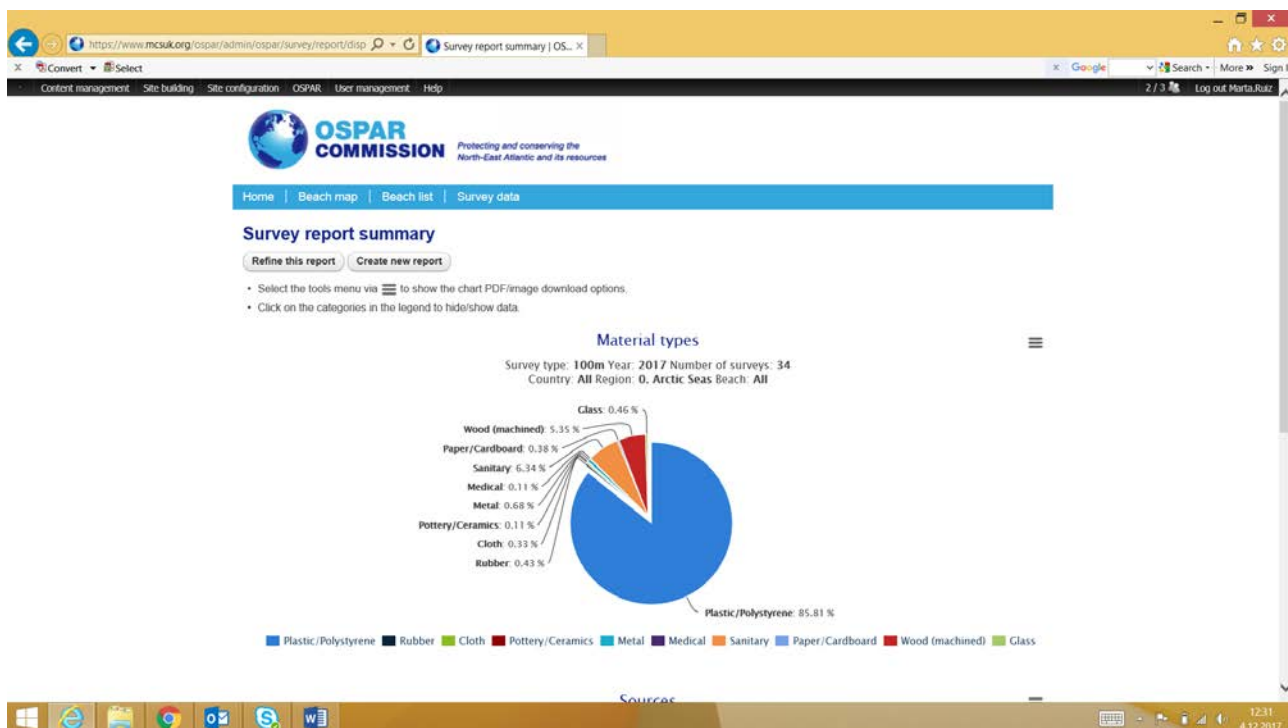 https://www.mcsuk.org/ospar/admin/ospar/survey/report/disp
Survey report summary | OS...
x Convert Select
x Google Search More » Sign I
Content management Site building Site configuration OSPAR User management Help
2 / 3 Log out Marta.Ruiz
OSPAR
COMMISSION
Protecting and conserving the
North-East Atlantic and its resources
Home | Beach map | Beach list | Survey data
Survey report summary
Refine this report Create new report
• Select the tools menu via to show the chart PDF/image download options.
• Click on the categories in the legend to hide/show data.
Material types
Survey type: 100m Year: 2017 Number of surveys: 34
Country: All Region: 0. Arctic Seas Beach: All
Glass: 0.46 %
Wood (machined): 5.35 %
Paper/Cardboard: 0.38 %
Sanitary: 6.34 %
Medical: 0.11 %
Metal: 0.68 %
Pottery/Ceramics: 0.11 %
Cloth: 0.33 %
Rubber: 0.43 %
Plastic/Polystyrene: 85.81 %
Plastic/Polystyrene Rubber Cloth Pottery/Ceramics Metal Medical Sanitary Paper/Cardboard Wood (machined) Glass
Sources
12:31
4.12.2017